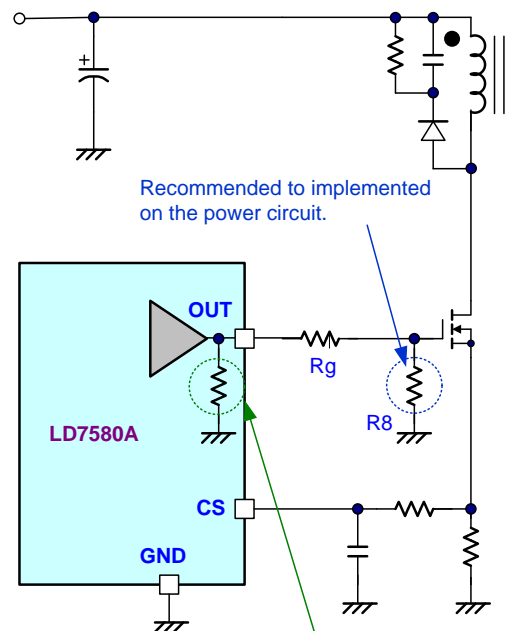 +
Recommended to implemented
on the power circuit.
OUT
Rg
R8
LD7580A
CS
GND